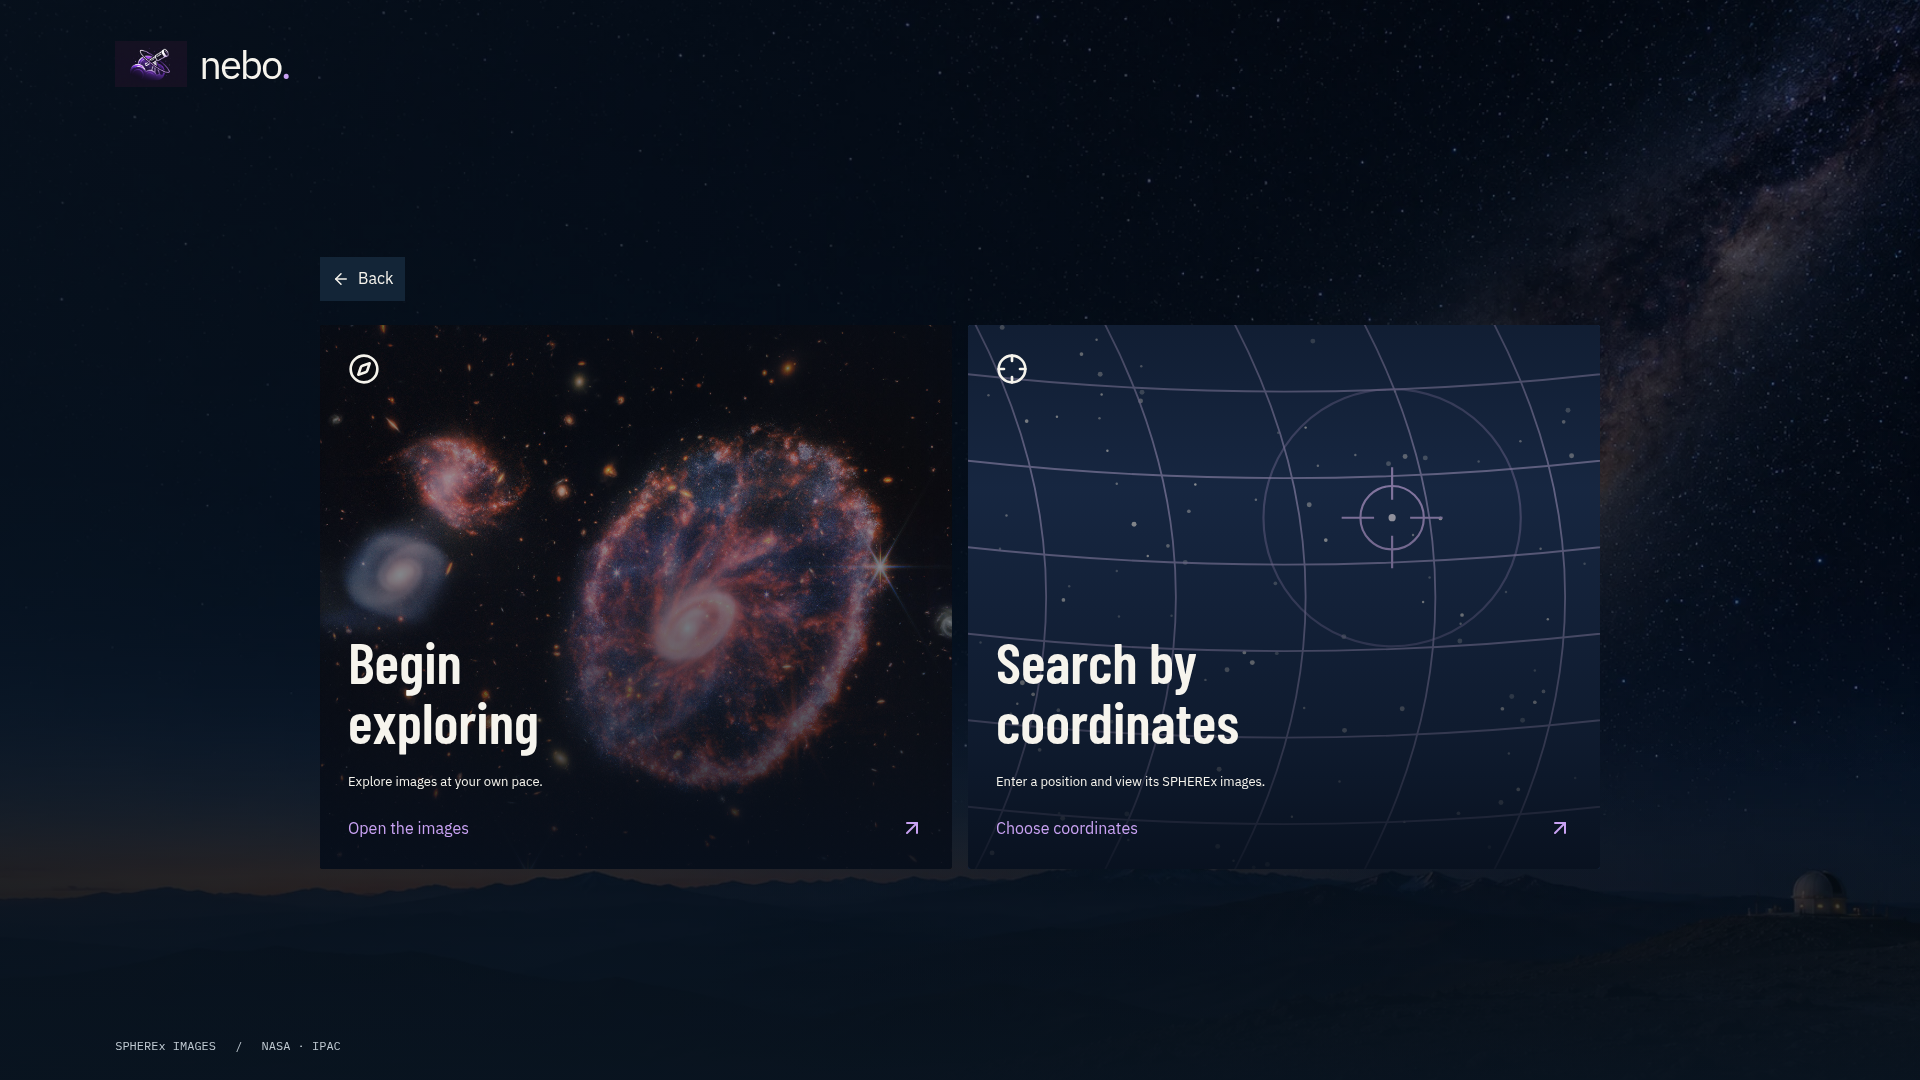 nebo.
Back
Begin
exploring
Explore images at your own pace.
Open the images
Search by
coordinates
Enter a position and view its SPHEREx images.
Choose coordinates
SPHEREx IMAGES / NASA · IPAC